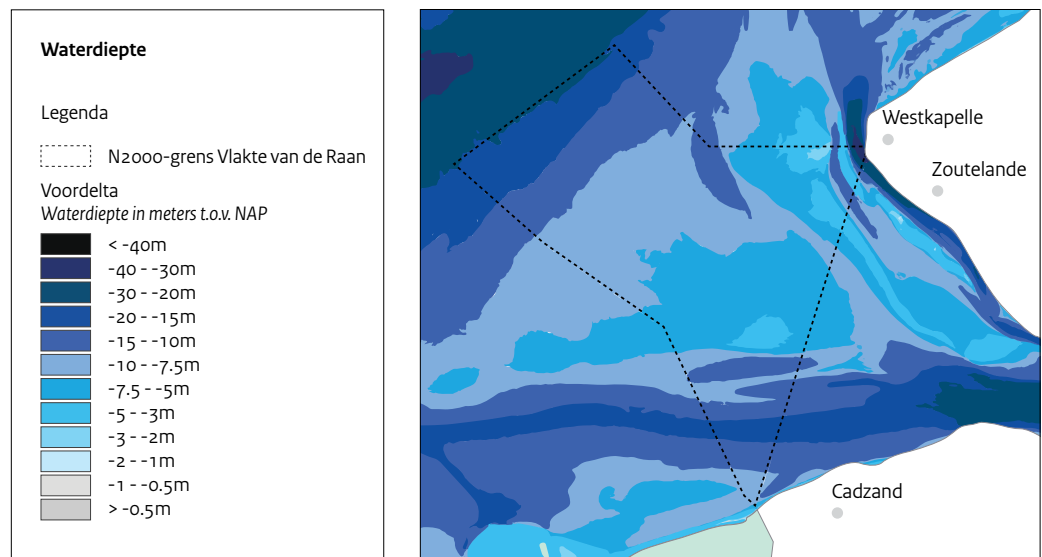 Waterdiepte
Legenda
N2000-grens Vlakte van de Raan
Voordelta
Waterdiepte in meters t.o.v. NAP
< -40m
-40 - -30m
-30 - -20m
-20 - -15m
-15 - -10m
-10 - -7.5m
-7.5 - -5m
-5 - -3m
-3 - -2m
-2 - -1m
-1 - -0.5m
> -0.5m
Westkapelle
Zoutelande
Cadzand